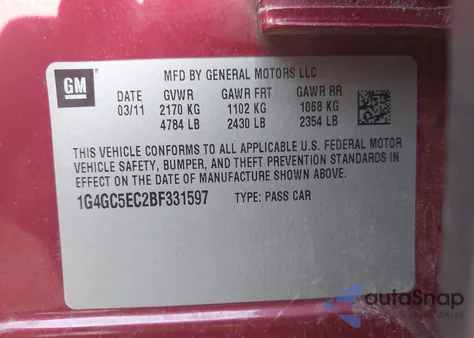 GM
MFD BY GENERAL MOTORS LLC
DATE GVWR GAWR FRT GAWR RR
03/11 2170 KG 1102 KG 1068 KG
4784 LB 2430 LB 2354 LB
THIS VEHICLE CONFORMS TO ALL APPLICABLE U.S. FEDERAL MOTOR
VEHICLE SAFETY, BUMPER, AND THEFT PREVENTION STANDARDS IN
EFFECT ON THE DATE OF MANUFACTURE SHOWN ABOVE.
1G4GC5EC2BF331597 TYPE: PASS CAR
autoSnap